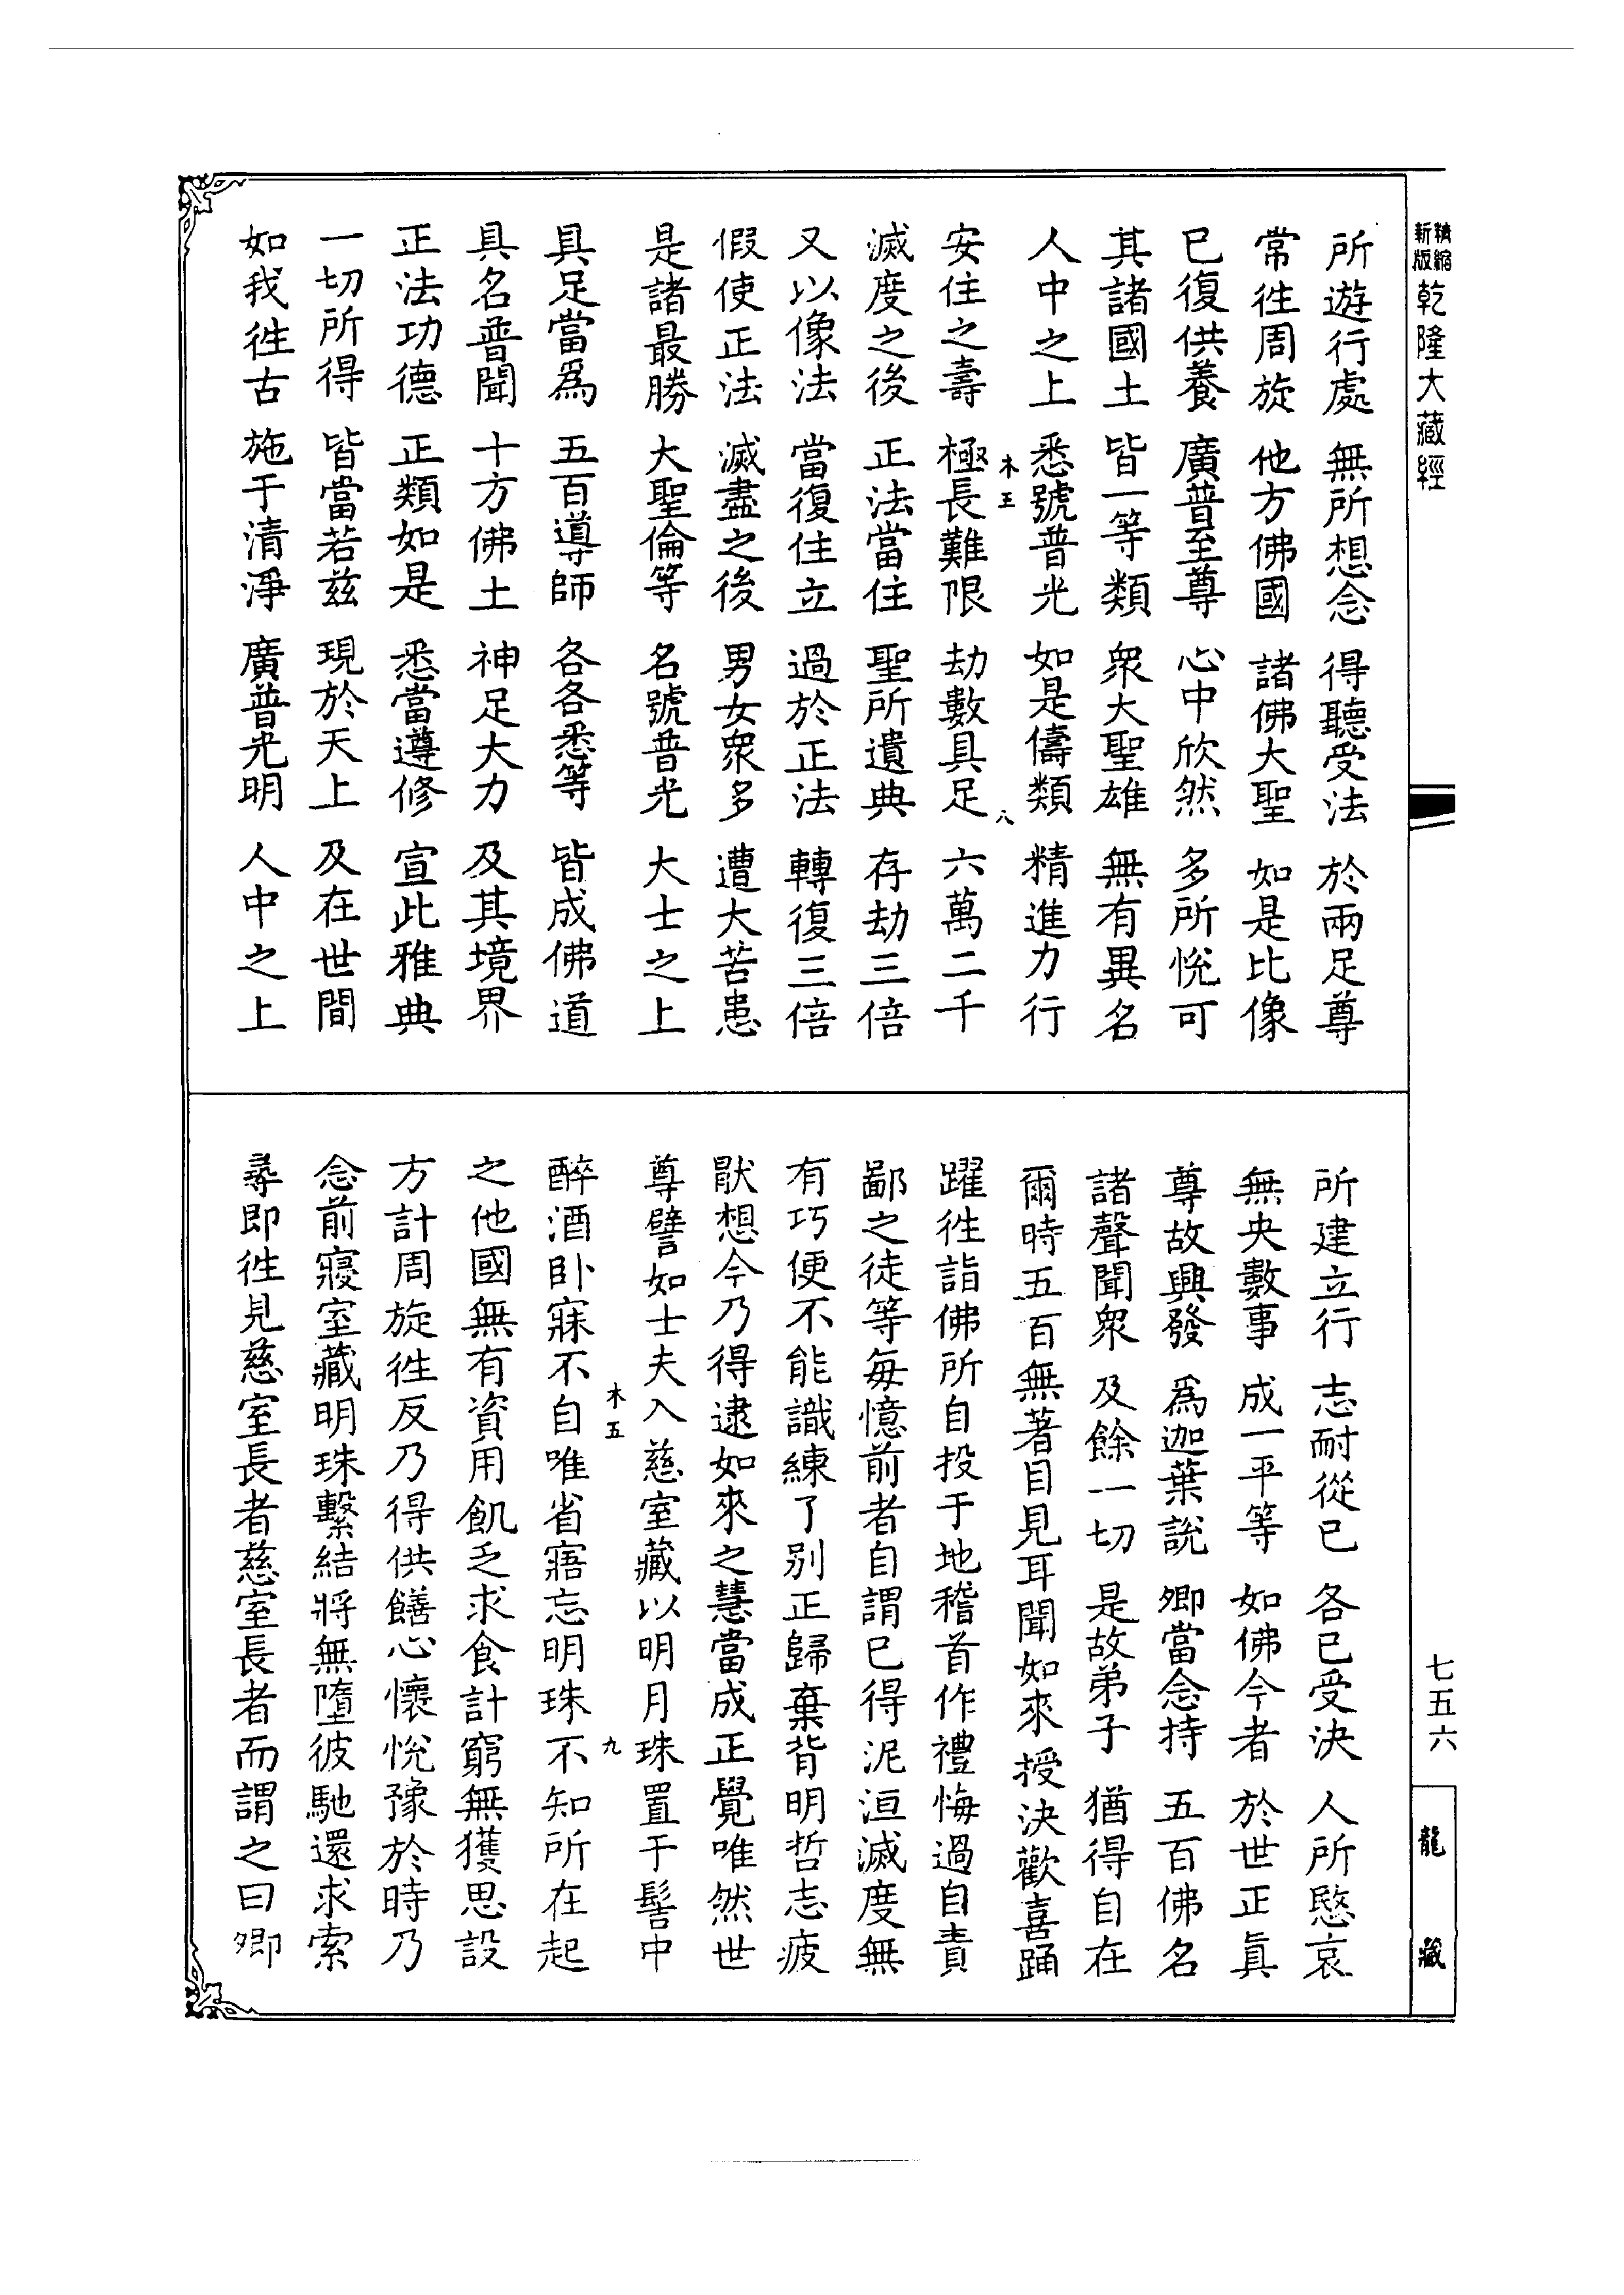 精縮新版乾隆大藏經
所遊行處 無所想念 得聽受法 於兩足尊
常徃周旋 他方佛國 諸佛大聖 如是比像
已復供養 廣普至尊 心中欣然 多所悅可
其諸國土 皆一等類 衆大聖雄 無有異名
人中之上 悉號普光 如是儔類 精進力行
木五 八
安住之壽 極長難限 劫數具足 六萬二千
滅度之後 正法當住 聖所遺典 存劫三倍
又以像法 當復住立 過於正法 轉復三倍
假使正法 滅盡之後 男女衆多 遭大苦患
是諸最勝 大聖倫等 名號普光 大士之上
具足當爲 五百導師 各各悉等 皆成佛道
具名普聞 十方佛土 神足大力 及其境界
正法功德 正類如是 悉當遵修 宣此雅典
一切所得 皆當若茲 現於天上 及在世間
如我徃古 施于清淨 廣普光明 人中之上
所建立行 志耐從已 各已受決 人所愍哀
無央數事 成一平等 如佛今者 於世正眞
尊故興發 爲迦葉說 卿當念持 五百佛名
諸聲聞衆 及餘一切 是故弟子 猶得自在
爾時五百無著目見耳聞如來授決歡喜踊
躍徃詣佛所自投于地稽首作禮悔過自責
鄙之徒等每憶前者自謂已得泥洹滅度無
有巧便不能識練了別正歸棄背明哲志疲
猒想今乃得逮如來之慧當成正覺唯然世
尊譬如士夫入慈室藏以明月珠置于髻中
木五 九
醉酒卧寐不自唯省寤忘明珠不知所在起
之他國無有資用飢乏求食計窮無獲思設
方計周旋徃反乃得供饍心懷悅豫於時乃
念前寢室藏明珠繫結將無墮彼馳還求索
尋即徃見慈室長者慈室長者而謂之曰卿
七五六
龍藏